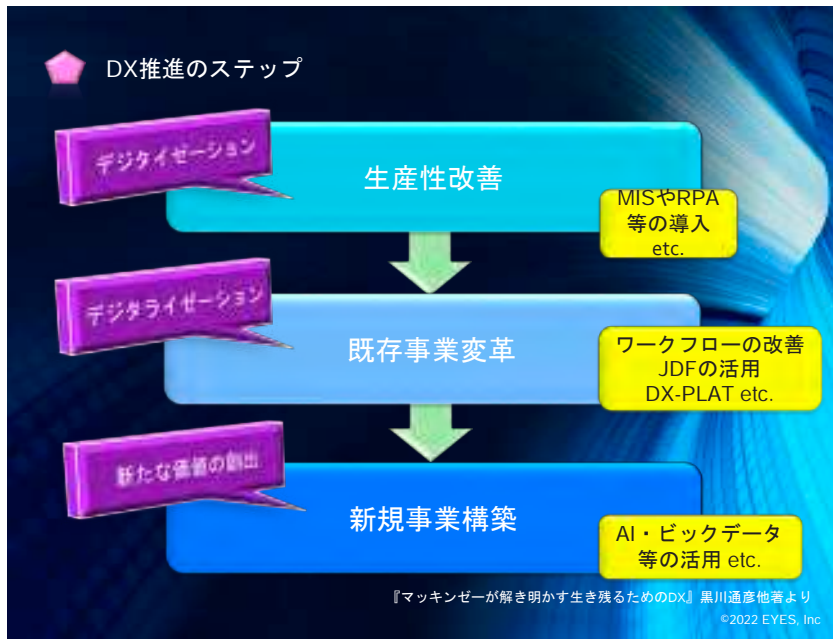 DX推進のステップ
デジタイゼーション
生産性改善
MISやRPA
等の導入
etc.
デジタライゼーション
既存事業変革
ワークフローの改善
JDFの活用
DX-PLAT etc.
新たな価値の創出
新規事業構築
AI・ビックデータ
等の活用 etc.
『マッキンゼーが解き明かす生き残るためのDX』黒川通彦他著より
©2022 EYES, Inc